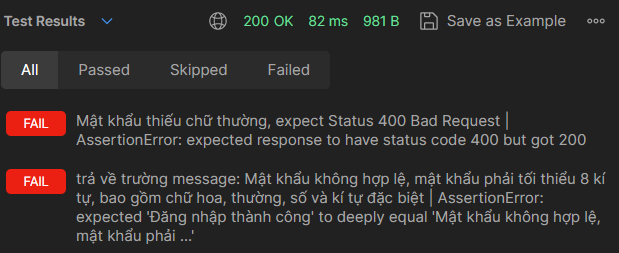 Test Results 200 OK 82 ms 981 B Save as Example
All Passed Skipped Failed
FAIL Mật khẩu thiếu chữ thường, expect Status 400 Bad Request |
AssertionError: expected response to have status code 400 but got 200
trả về trường message: Mật khẩu không hợp lệ, mật khẩu phải tối thiểu 8 kí
FAIL tự, bao gồm chữ hoa, thường, số và kí tự đặc biệt | AssertionError:
expected 'Đăng nhập thành công' to deeply equal 'Mật khẩu không hợp lệ,
mật khẩu phải ...'